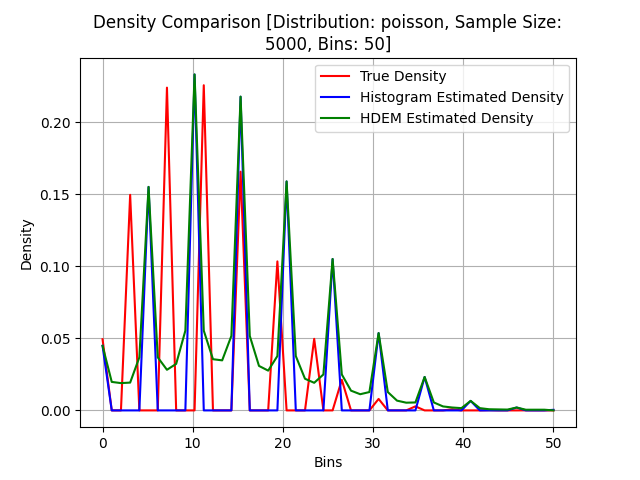 Density Comparison [Distribution: poisson, Sample Size:
5000, Bins: 50]
True Density
Histogram Estimated Density
HDEM Estimated Density
Density
0.20
0.15
0.10
0.05
0.00
0 10 20 30 40 50
Bins